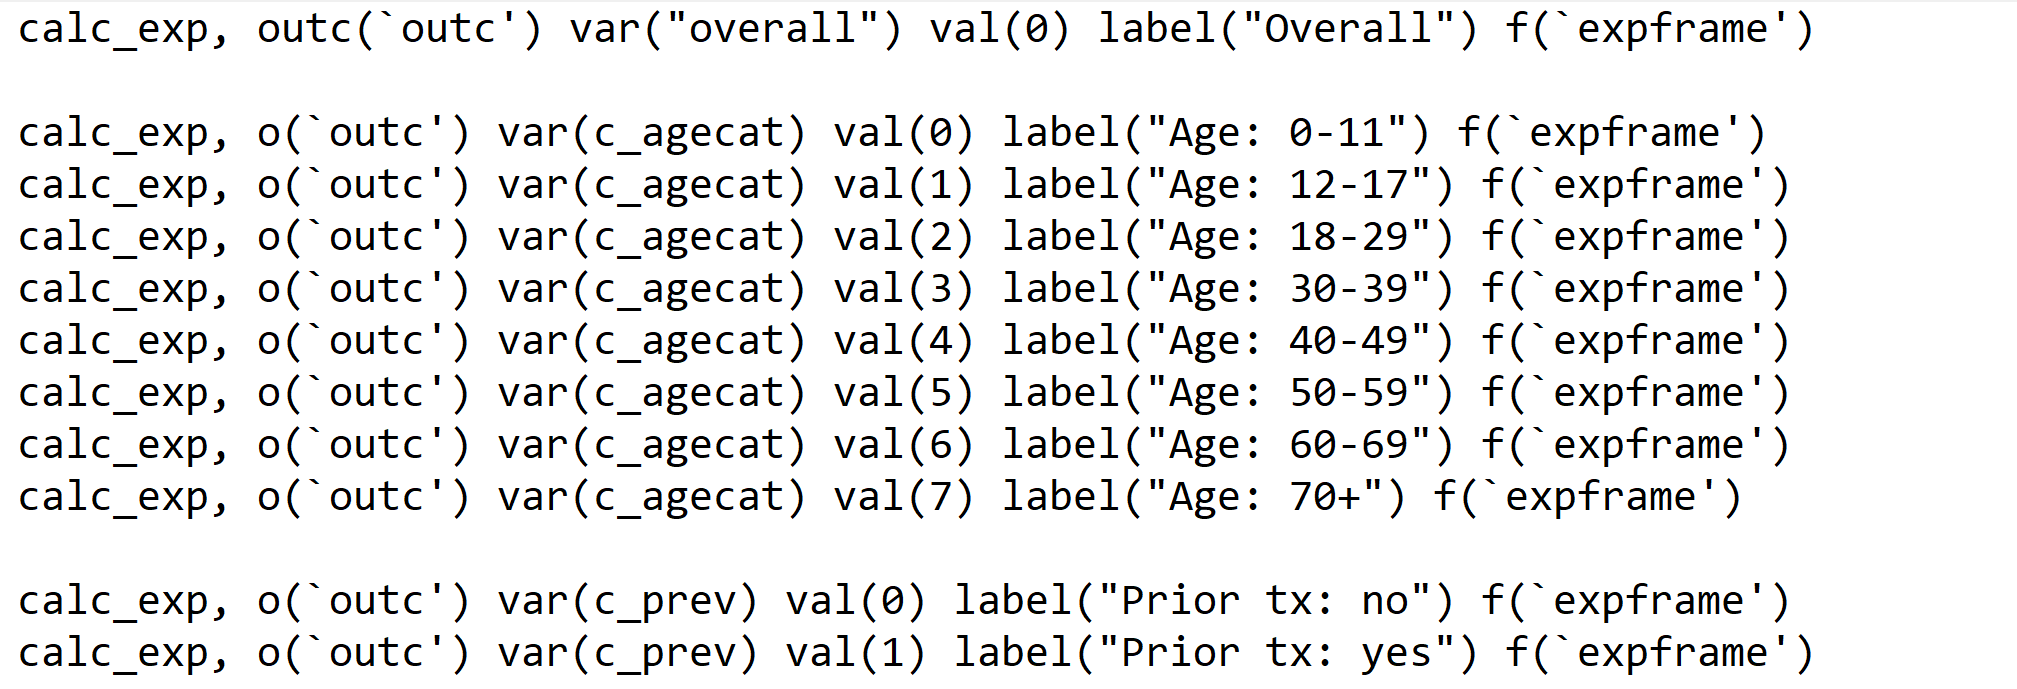 calc_exp, outc(`outc') var("overall") val(0) label("Overall") f(`expframe')
calc_exp, o(`outc') var(c_agecat) val(0) label("Age: 0-11") f(`expframe')
calc_exp, o(`outc') var(c_agecat) val(1) label("Age: 12-17") f(`expframe')
calc_exp, o(`outc') var(c_agecat) val(2) label("Age: 18-29") f(`expframe')
calc_exp, o(`outc') var(c_agecat) val(3) label("Age: 30-39") f(`expframe')
calc_exp, o(`outc') var(c_agecat) val(4) label("Age: 40-49") f(`expframe')
calc_exp, o(`outc') var(c_agecat) val(5) label("Age: 50-59") f(`expframe')
calc_exp, o(`outc') var(c_agecat) val(6) label("Age: 60-69") f(`expframe')
calc_exp, o(`outc') var(c_agecat) val(7) label("Age: 70+") f(`expframe')
calc_exp, o(`outc') var(c_prev) val(0) label("Prior tx: no") f(`expframe')
calc_exp, o(`outc') var(c_prev) val(1) label("Prior tx: yes") f(`expframe')